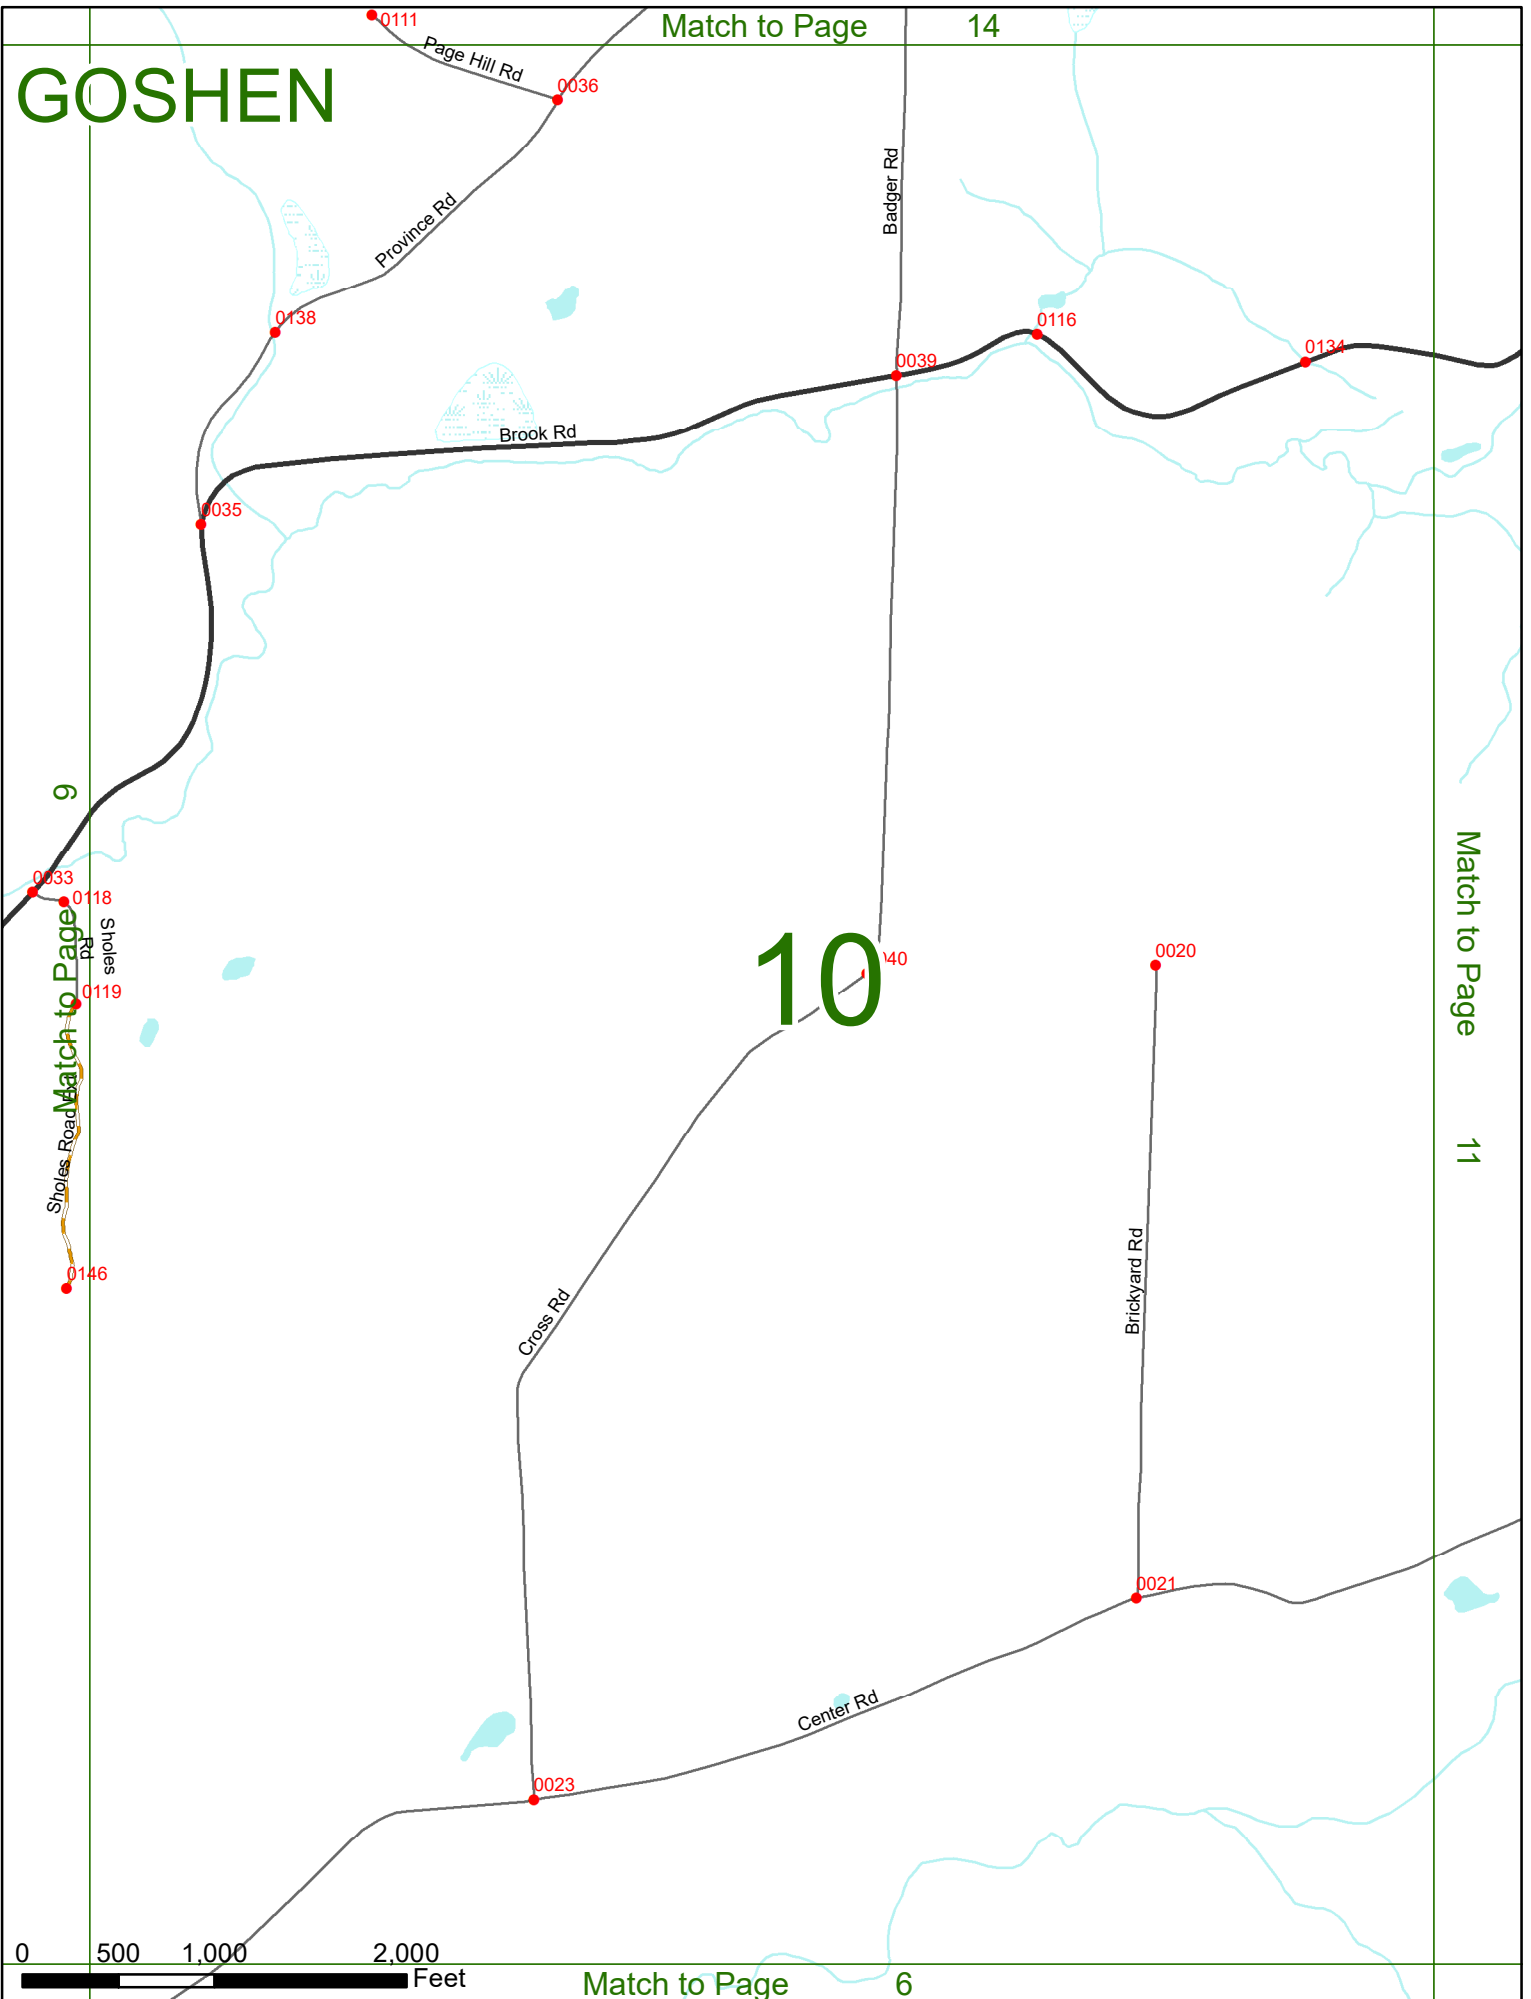 Match to Page 14
0111
Page Hill Rd
GOSHEN
0036
Badger Rd
Province Rd
0138
0116
0134
0039
Brook Rd
0035
9
Match to Page
0033
0118
Sholes
Rd
Match to Page
10
40
0020
0119
Sholes Road Ext
11
Brickyard Rd
0146
Cross Rd
0021
Center Rd
0023
0 500 1,000 2,000
Feet
Match to Page 6